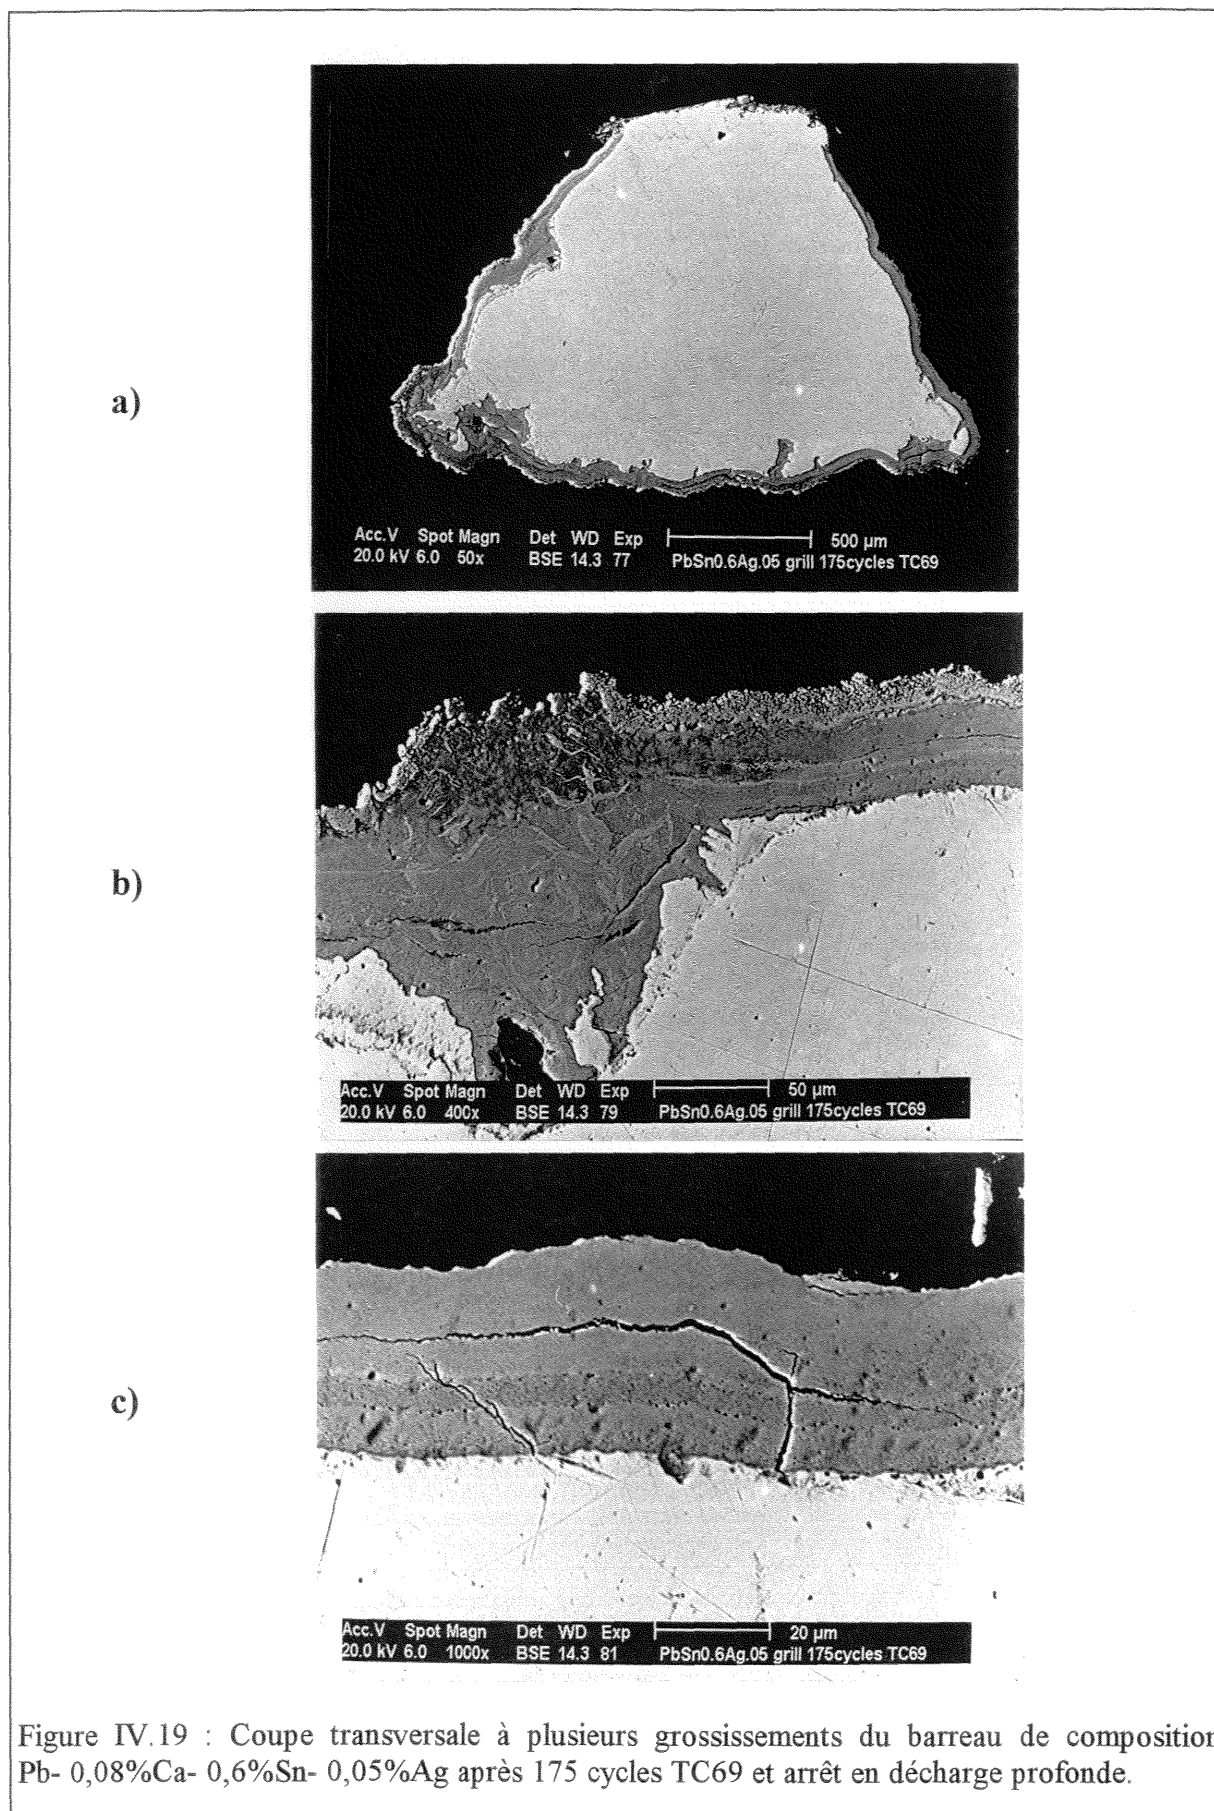 a)
Acc.V Spot Magn Det WD Exp 500 µm
20.0 kV 6.0 50x BSE 14.3 77 PbSn0.6Ag.05 grill 175cycles TC69
b)
Acc.V Spot Magn Det WD Exp 50 µm
20.0 kV 6.0 400x BSE 14.3 79 PbSn0.6Ag.05 grill 175cycles TC69
c)
Acc.V Spot Magn Det WD Exp 20 µm
20.0 kV 6.0 1000x BSE 14.3 81 PbSn0.6Ag.05 grill 175cycles TC69
Figure IV.19 : Coupe transversale à plusieurs grossissements du barreau de composition
Pb- 0,08%Ca- 0,6%Sn- 0,05%Ag après 175 cycles TC69 et arrêt en décharge profonde.